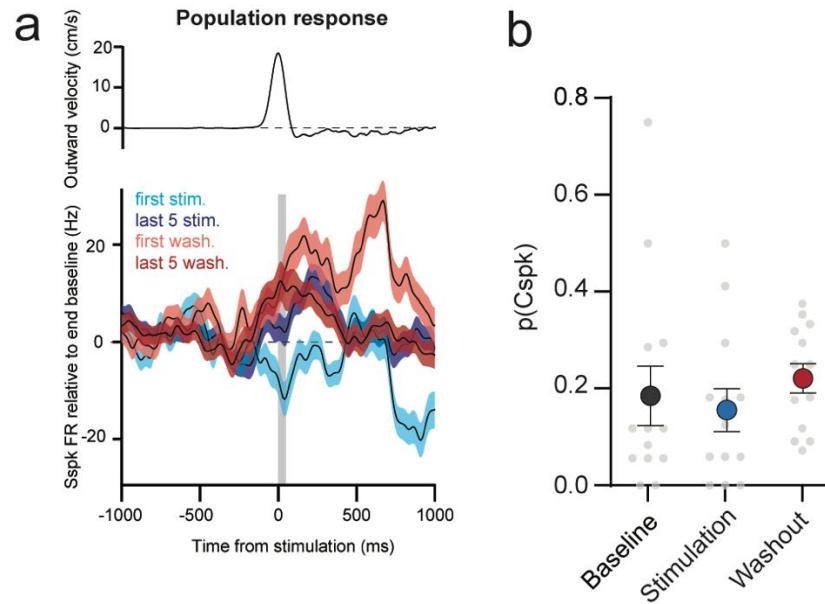 a
Population response
Outward velocity (cm/s)
20
10
0
Sspk FR relative to end baseline (Hz)
first stim.
last 5 stim.
first wash.
last 5 wash.
20
0
-20
-1000 -500 0 500 1000
Time from stimulation (ms)
b
p(Cspk)
0.8
0.6
0.4
0.2
0.0
Baseline
Stimulation
Washout